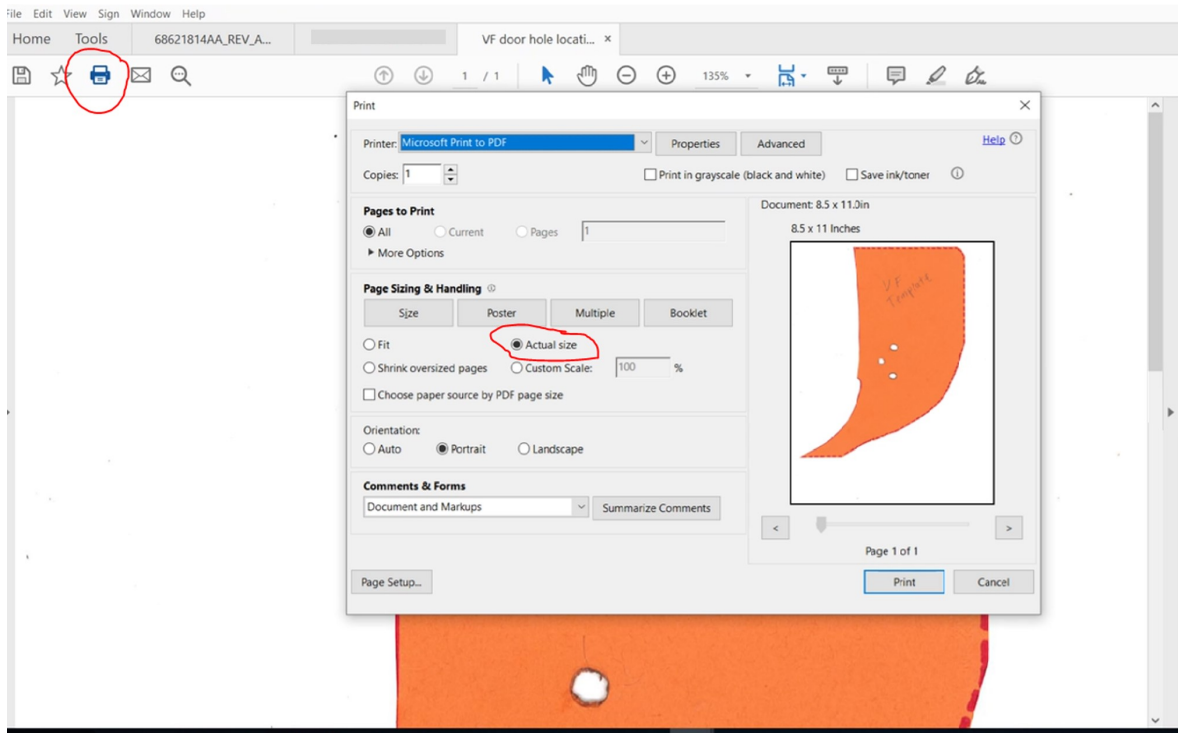 File Edit View Sign Window Help
Home Tools 68621814AA_REV_A... VF door hole locati... ×
1 / 1 135%
Print
Printer: Microsoft Print to PDF Properties Advanced Help
Copies: 1 Print in grayscale (black and white) Save ink/toner
Pages to Print
All Current Pages 1
More Options
Page Sizing & Handling
Size Poster Multiple Booklet
Fit Actual size
Shrink oversized pages Custom Scale: 100 %
Choose paper source by PDF page size
Orientation:
Auto Portrait Landscape
Comments & Forms
Document and Markups Summarize Comments
Document: 8.5 x 11.0in
8.5 x 11 Inches
VF
Template
< >
Page 1 of 1
Page Setup... Print Cancel